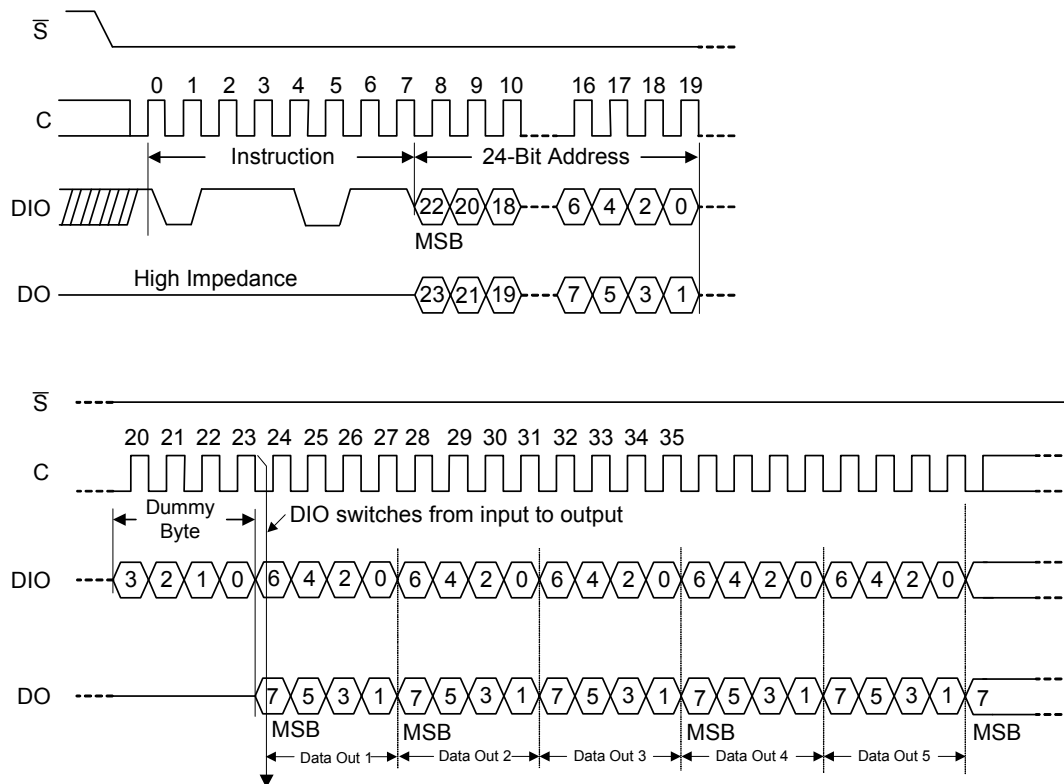 S
0 1 2 3 4 5 6 7 8 9 10 16 17 18 19
C
Instruction 24-Bit Address
DIO 22 20 18 6 4 2 0
MSB
High Impedance
DO 23 21 19 7 5 3 1
S
20 21 22 23 24 25 26 27 28 29 30 31 32 33 34 35
C
Dummy
Byte
DIO switches from input to output
DIO 3 2 1 0 6 4 2 0 6 4 2 0 6 4 2 0 6 4 2 0 6 4 2 0
DO 7 5 3 1 7 5 3 1 7 5 3 1 7 5 3 1 7 5 3 1 7
MSB MSB MSB MSB
Data Out 1 Data Out 2 Data Out 3 Data Out 4 Data Out 5